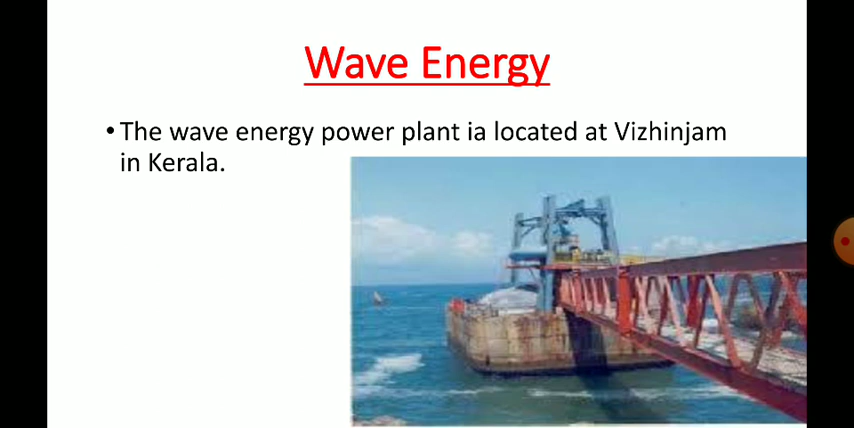 Wave Energy
• The wave energy power plant ia located at Vizhinjam
in Kerala.